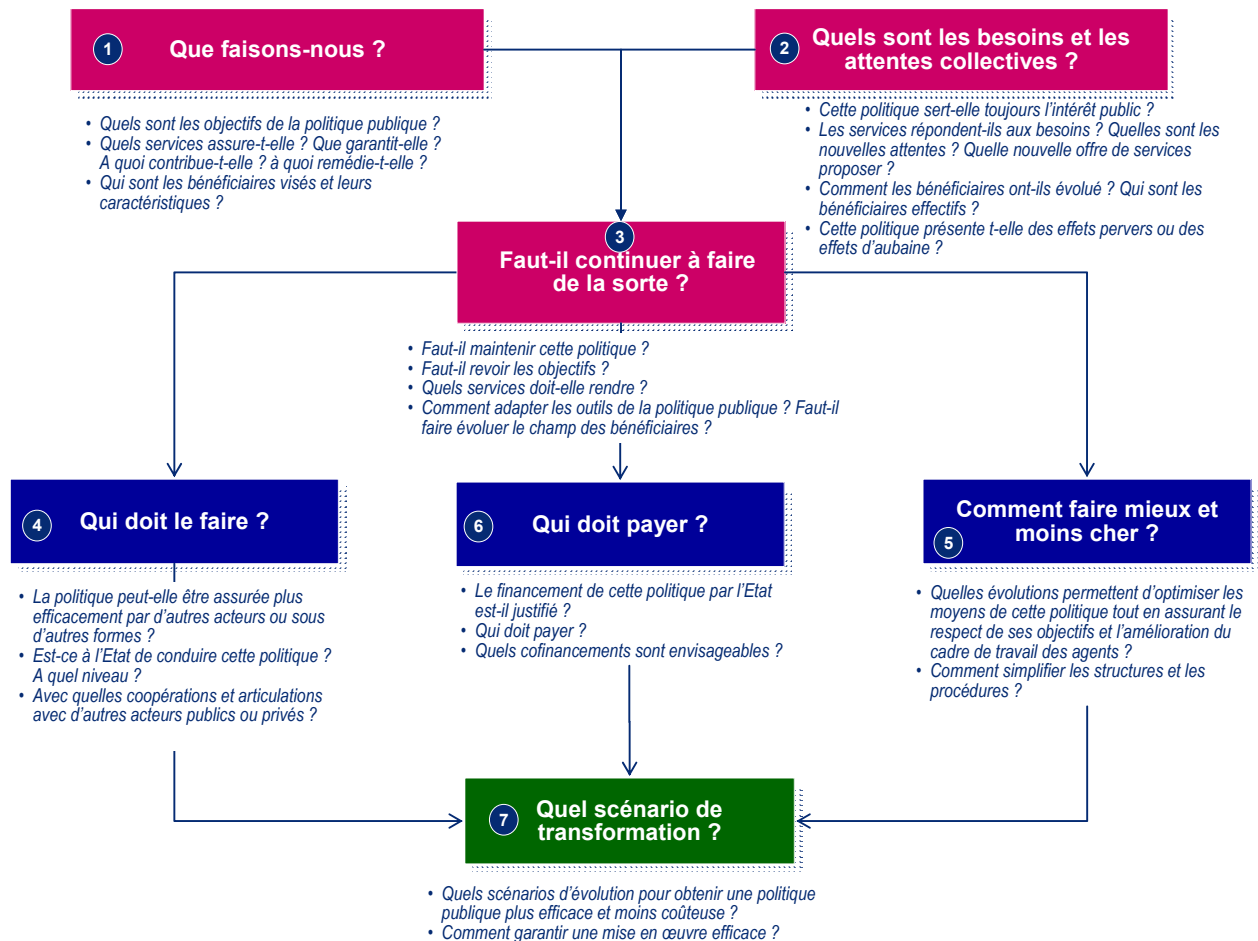 1
Que faisons-nous ?
2
Quels sont les besoins et les
attentes collectives ?
• Quels sont les objectifs de la politique publique ?
• Quels services assure-t-elle ? Que garantit-elle ?
A quoi contribue-t-elle ? à quoi remédie-t-elle ?
• Qui sont les bénéficiaires visés et leurs
caractéristiques ?
• Cette politique sert-elle toujours l'intérêt public ?
• Les services répondent-ils aux besoins ? Quelles sont les
nouvelles attentes ? Quelle nouvelle offre de services
proposer ?
• Comment les bénéficiaires ont-ils évolué ? Qui sont les
bénéficiaires effectifs ?
• Cette politique présente t-elle des effets pervers ou des
effets d'aubaine ?
3
Faut-il continuer à faire
de la sorte ?
• Faut-il maintenir cette politique ?
• Faut-il revoir les objectifs ?
• Quels services doit-elle rendre ?
• Comment adapter les outils de la politique publique ? Faut-il
faire évoluer le champ des bénéficiaires ?
4
Qui doit le faire ?
• La politique peut-elle être assurée plus
efficacement par d'autres acteurs ou sous
d'autres formes ?
• Est-ce à l'Etat de conduire cette politique ?
A quel niveau ?
• Avec quelles coopérations et articulations
avec d'autres acteurs publics ou privés ?
6
Qui doit payer ?
• Le financement de cette politique par l'Etat
est-il justifié ?
• Qui doit payer ?
• Quels cofinancements sont envisageables ?
Comment faire mieux et
moins cher ?
5
• Quelles évolutions permettent d'optimiser les
moyens de cette politique tout en assurant le
respect de ses objectifs et l'amélioration du
cadre de travail des agents ?
• Comment simplifier les structures et les
procédures ?
7
Quel scénario de
transformation ?
• Quels scénarios d'évolution pour obtenir une politique
publique plus efficace et moins coûteuse ?
• Comment garantir une mise en œuvre efficace ?